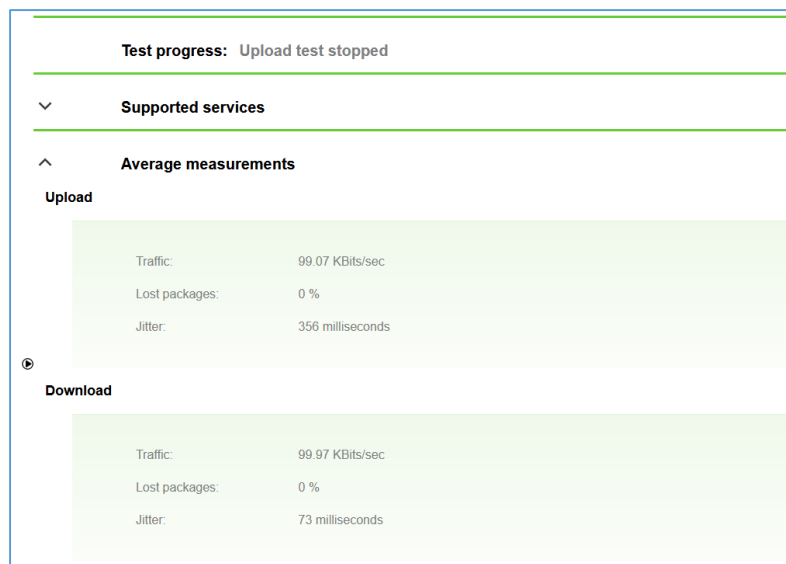 Test progress: Upload test stopped
Supported services
Average measurements
Upload
Traffic: 99.07 KBits/sec
Lost packages: 0 %
Jitter: 356 milliseconds
Download
Traffic: 99.97 KBits/sec
Lost packages: 0 %
Jitter: 73 milliseconds